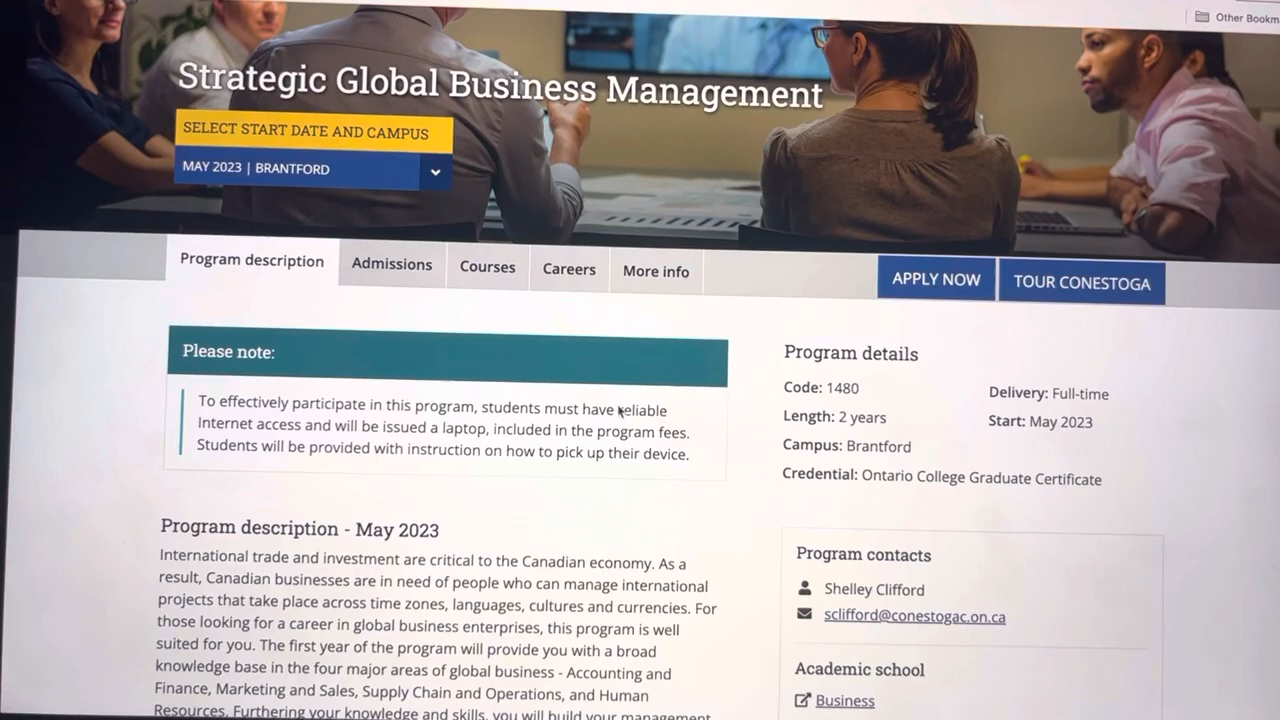 Other Bookm
Strategic Global Business Management
SELECT START DATE AND CAMPUS
MAY 2023 | BRANTFORD
Program description
Admissions
Courses
Careers
More info
APPLY NOW
TOUR CONESTOGA
Please note:
To effectively participate in this program, students must have reliable
Internet access and will be issued a laptop, included in the program fees.
Students will be provided with instruction on how to pick up their device.
Program details
Code: 1480
Delivery: Full-time
Length: 2 years
Start: May 2023
Campus: Brantford
Credential: Ontario College Graduate Certificate
Program description - May 2023
International trade and investment are critical to the Canadian economy. As a
result, Canadian businesses are in need of people who can manage international
projects that take place across time zones, languages, cultures and currencies. For
those looking for a career in global business enterprises, this program is well
suited for you. The first year of the program will provide you with a broad
knowledge base in the four major areas of global business - Accounting and
Finance, Marketing and Sales, Supply Chain and Operations, and Human
Resources. Furthering your knowledge and skills, you will build your management
Program contacts
Shelley Clifford
sclifford@conestogac.on.ca
Academic school
Business